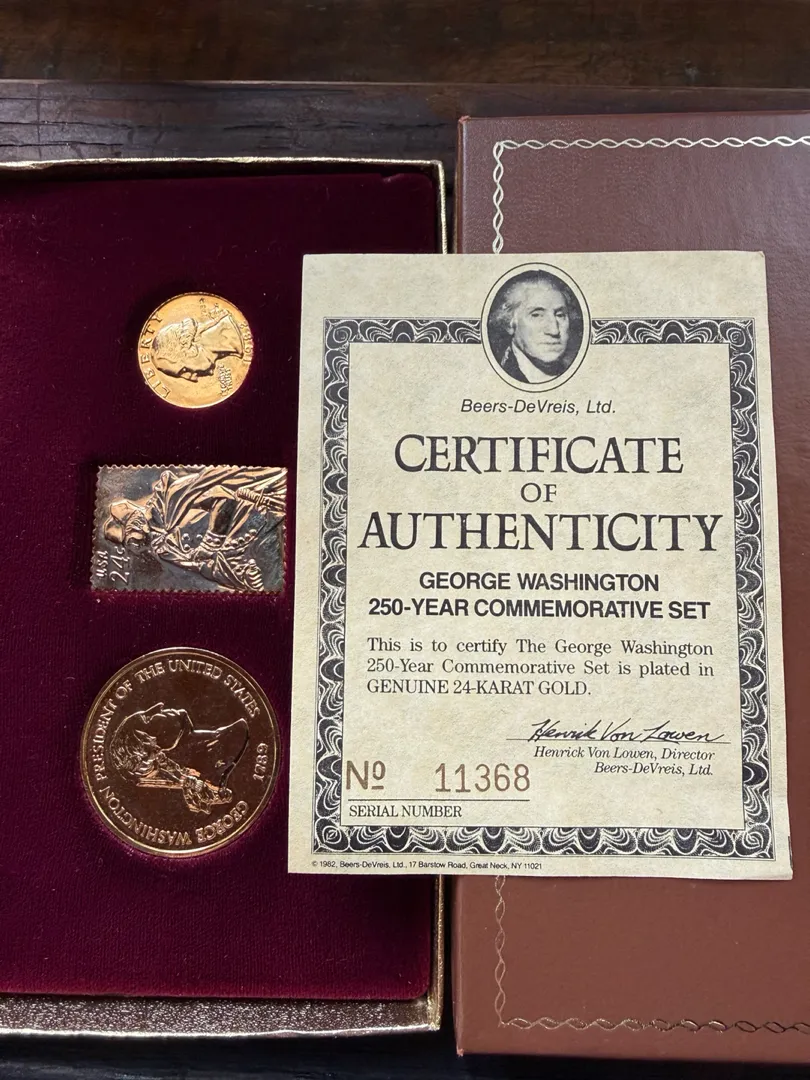 LIBERTY
U.S.A.
24c
GEORGE WASHINGTON PRESIDENT OF THE UNITED STATES
1789
Beers-DeVreis, Ltd.
CERTIFICATE
OF
AUTHENTICITY
GEORGE WASHINGTON
250-YEAR COMMEMORATIVE SET
This is to certify The George Washington
250-Year Commemorative Set is plated in
GENUINE 24-KARAT GOLD.
Henrik Von Lowen
Henrick Von Lowen, Director
Beers-DeVreis, Ltd.
Nº 11368
SERIAL NUMBER
© 1982, Beers-DeVreis, Ltd., 17 Barstow Road, Great Neck, NY 11021